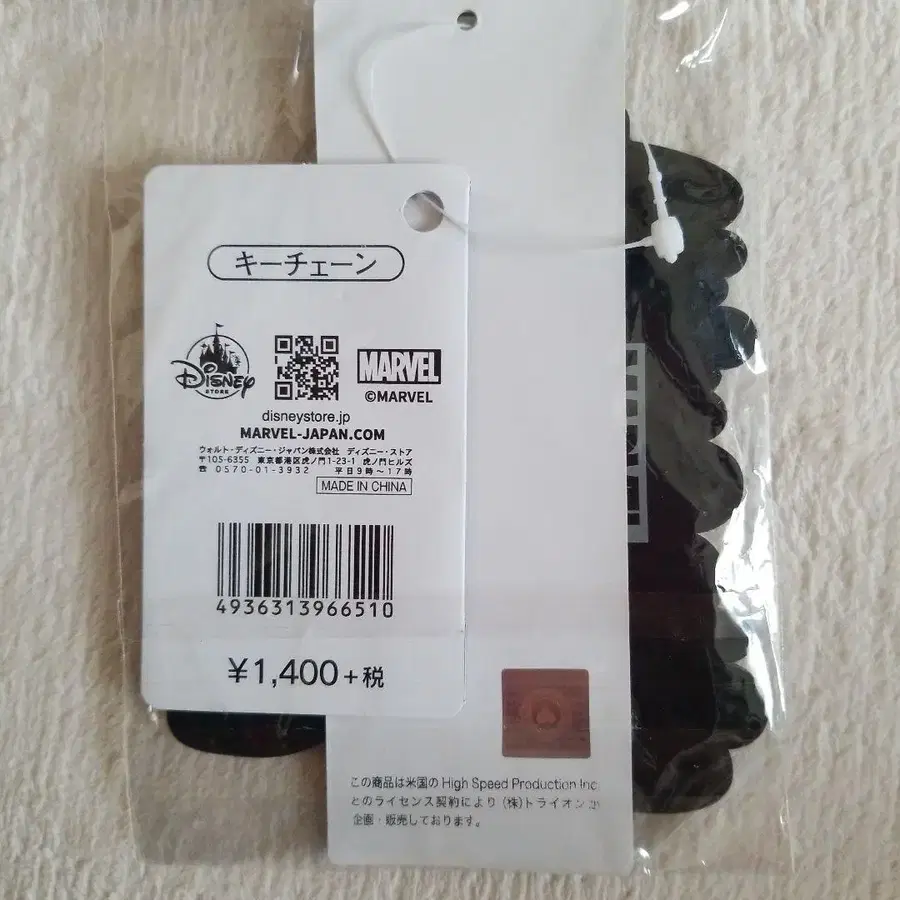 キーチェーン
Disney
STORE
MARVEL
©MARVEL
disneystore.jp
MARVEL-JAPAN.COM
ウォルト・ディズニー・ジャパン株式会社 ディズニー・ストア
〒105-6355 東京都港区虎ノ門1-23-1 虎ノ門ヒルズ
☎ 0570-01-3932 平日9時〜17時
MADE IN CHINA
4936313966510
¥1,400+税
この商品は米国の High Speed Production Inc.
とのライセンス契約により (株)トライオンが
企画・販売しております。
MARVEL